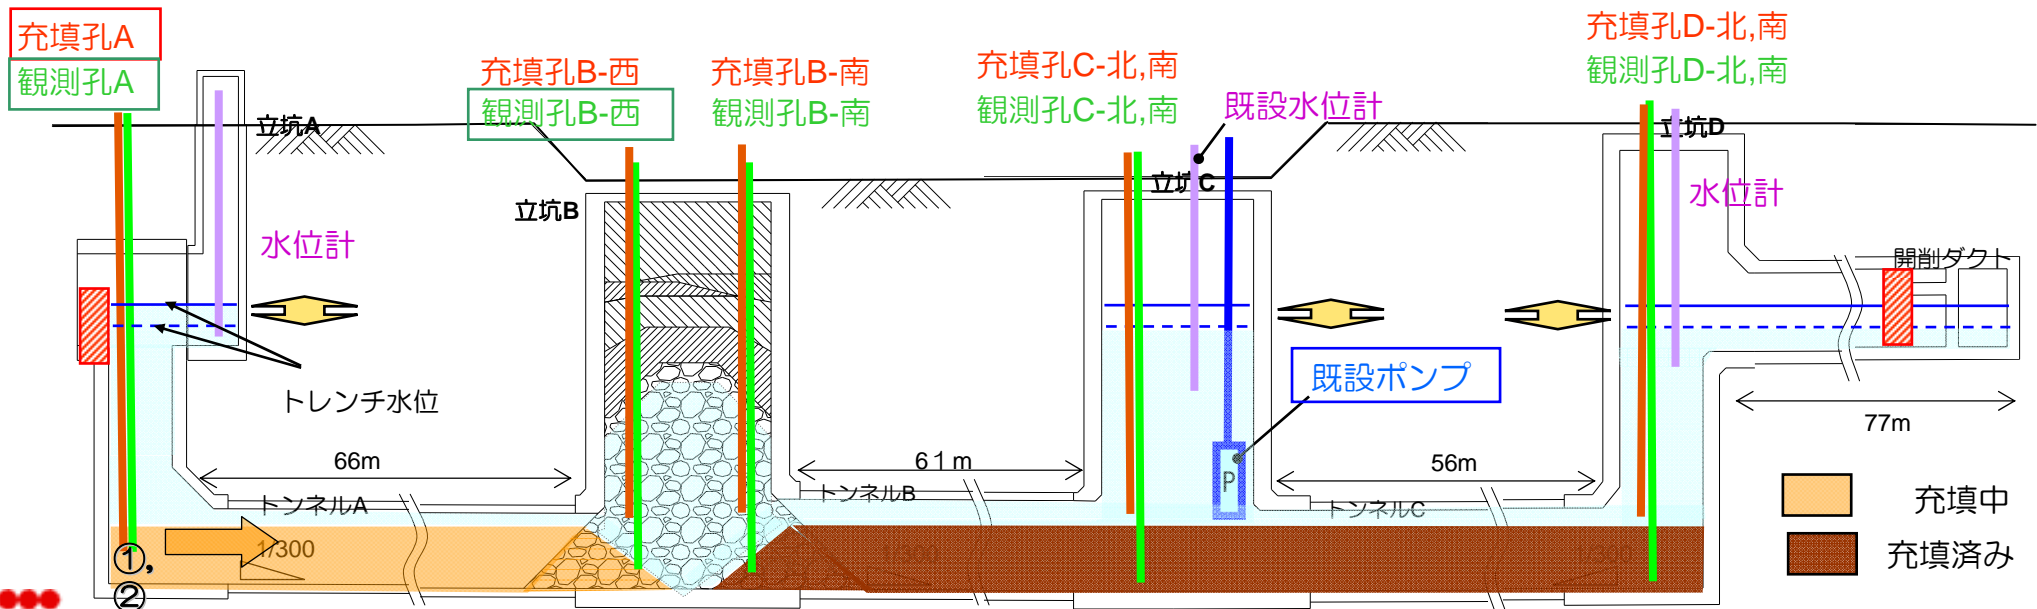 充填孔A
観測孔A
充填孔B-西
観測孔B-西
充填孔B-南
観測孔B-南
充填孔C-北,南
観測孔C-北,南
既設水位計
充填孔D-北,南
観測孔D-北,南
立坑A
立坑B
立坑C
立坑D
水位計
水位計
開削ダクト
トレンチ水位
既設ポンプ
P
66m
61m
56m
77m
トンネルA
トンネルB
トンネルC
1/300
1/300
1/300
①,
②
充填中
充填済み